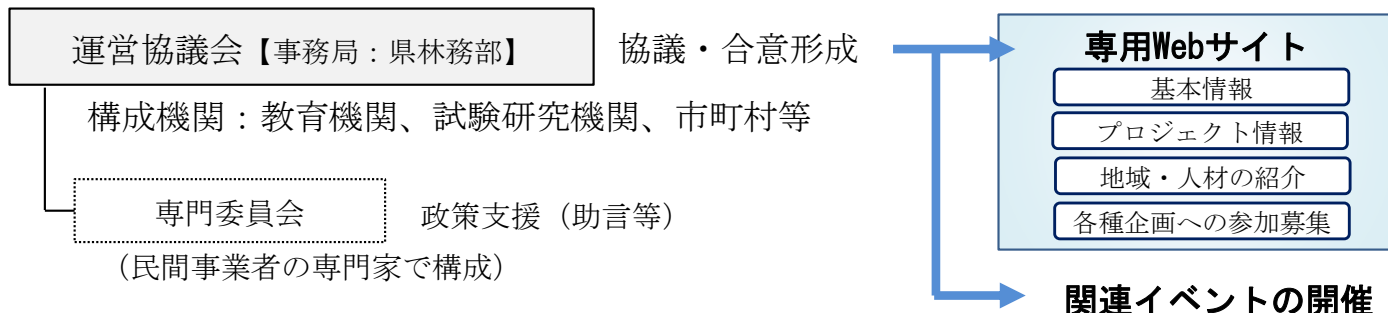 運営協議会【事務局：県林務部】
協議・合意形成
構成機関：教育機関、試験研究機関、市町村等
専門委員会
政策支援（助言等）
（民間事業者の専門家で構成）
専用Webサイト
基本情報
プロジェクト情報
地域・人材の紹介
各種企画への参加募集
関連イベントの開催